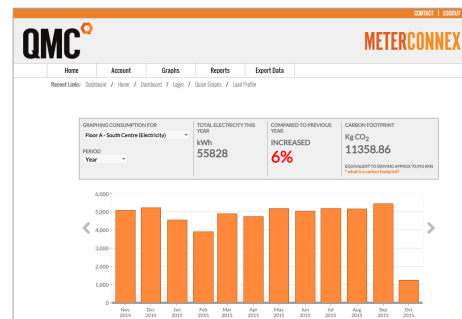 CONTACT | LOGOUT
QMC
METERCONNEX
Home Account Graphs Reports Export Data
Recent Links: Dashboard / Home / Dashboard / Login / Quick Graphs / Load Profile
GRAPHING CONSUMPTION FOR
Floor A - South Centre (Electricity)
PERIOD
Year
TOTAL ELECTRICITY THIS
YEAR
kWh
55828
COMPARED TO PREVIOUS
YEAR
INCREASED
6%
CARBON FOOTPRINT
Kg CO2
11358.86
EQUIVALENT TO DRIVING APPROX 70,993 KMS
* what is a carbon footprint?
6,000
5,000
4,000
3,000
2,000
1,000
0
Nov 2014
Dec 2014
Jan 2015
Feb 2015
Mar 2015
Apr 2015
May 2015
Jun 2015
Jul 2015
Aug 2015
Sep 2015
Oct 2015